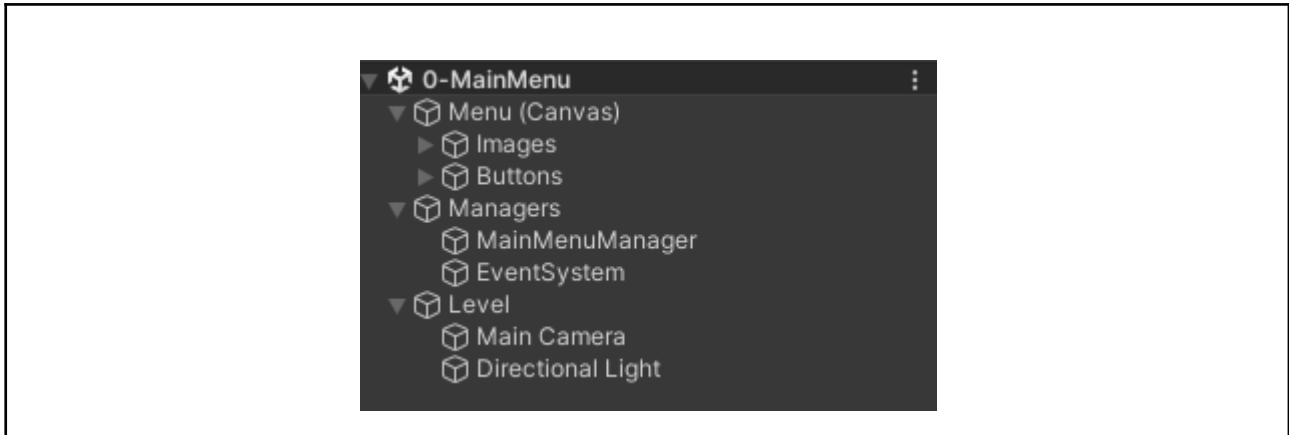 0-MainMenu
Menu (Canvas)
Images
Buttons
Managers
MainMenuManager
EventSystem
Level
Main Camera
Directional Light